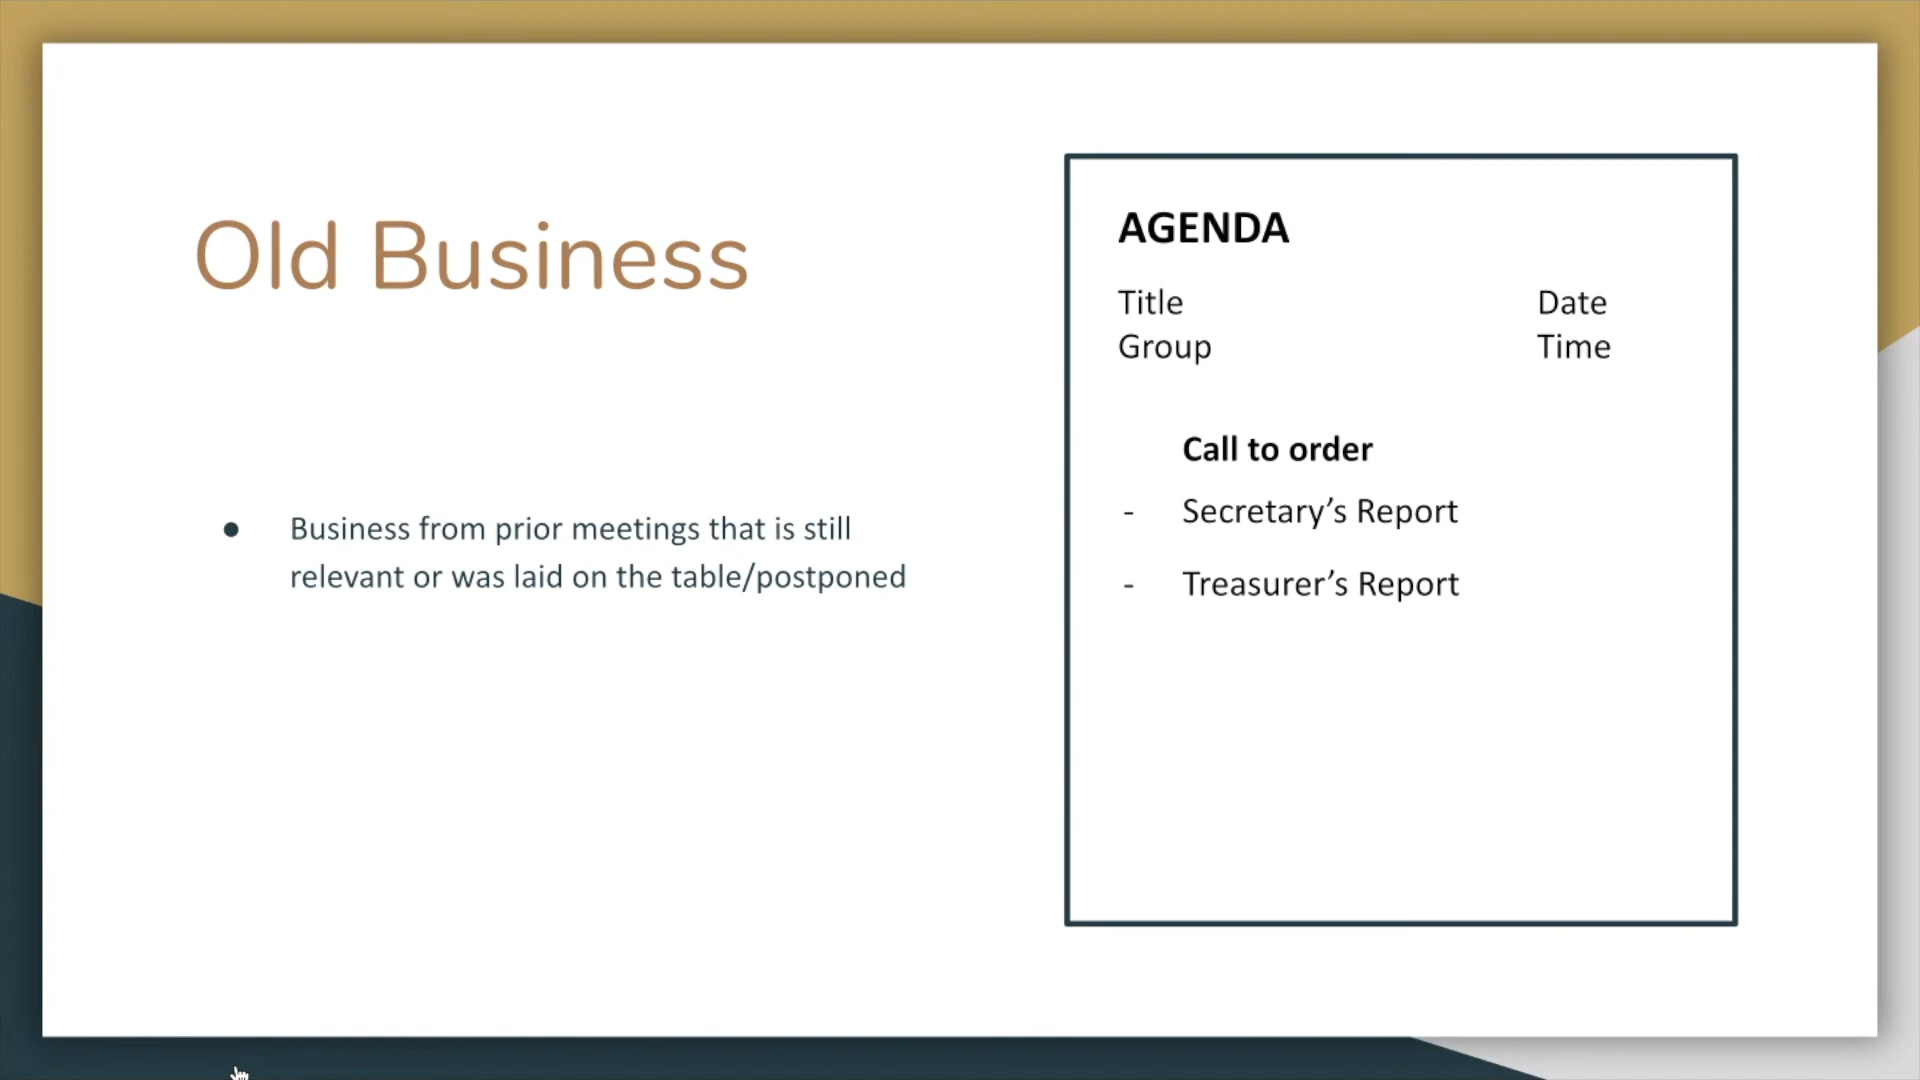 Old Business
● Business from prior meetings that is still
relevant or was laid on the table/postponed
AGENDA
Title Date
Group Time
Call to order
- Secretary’s Report
- Treasurer’s Report